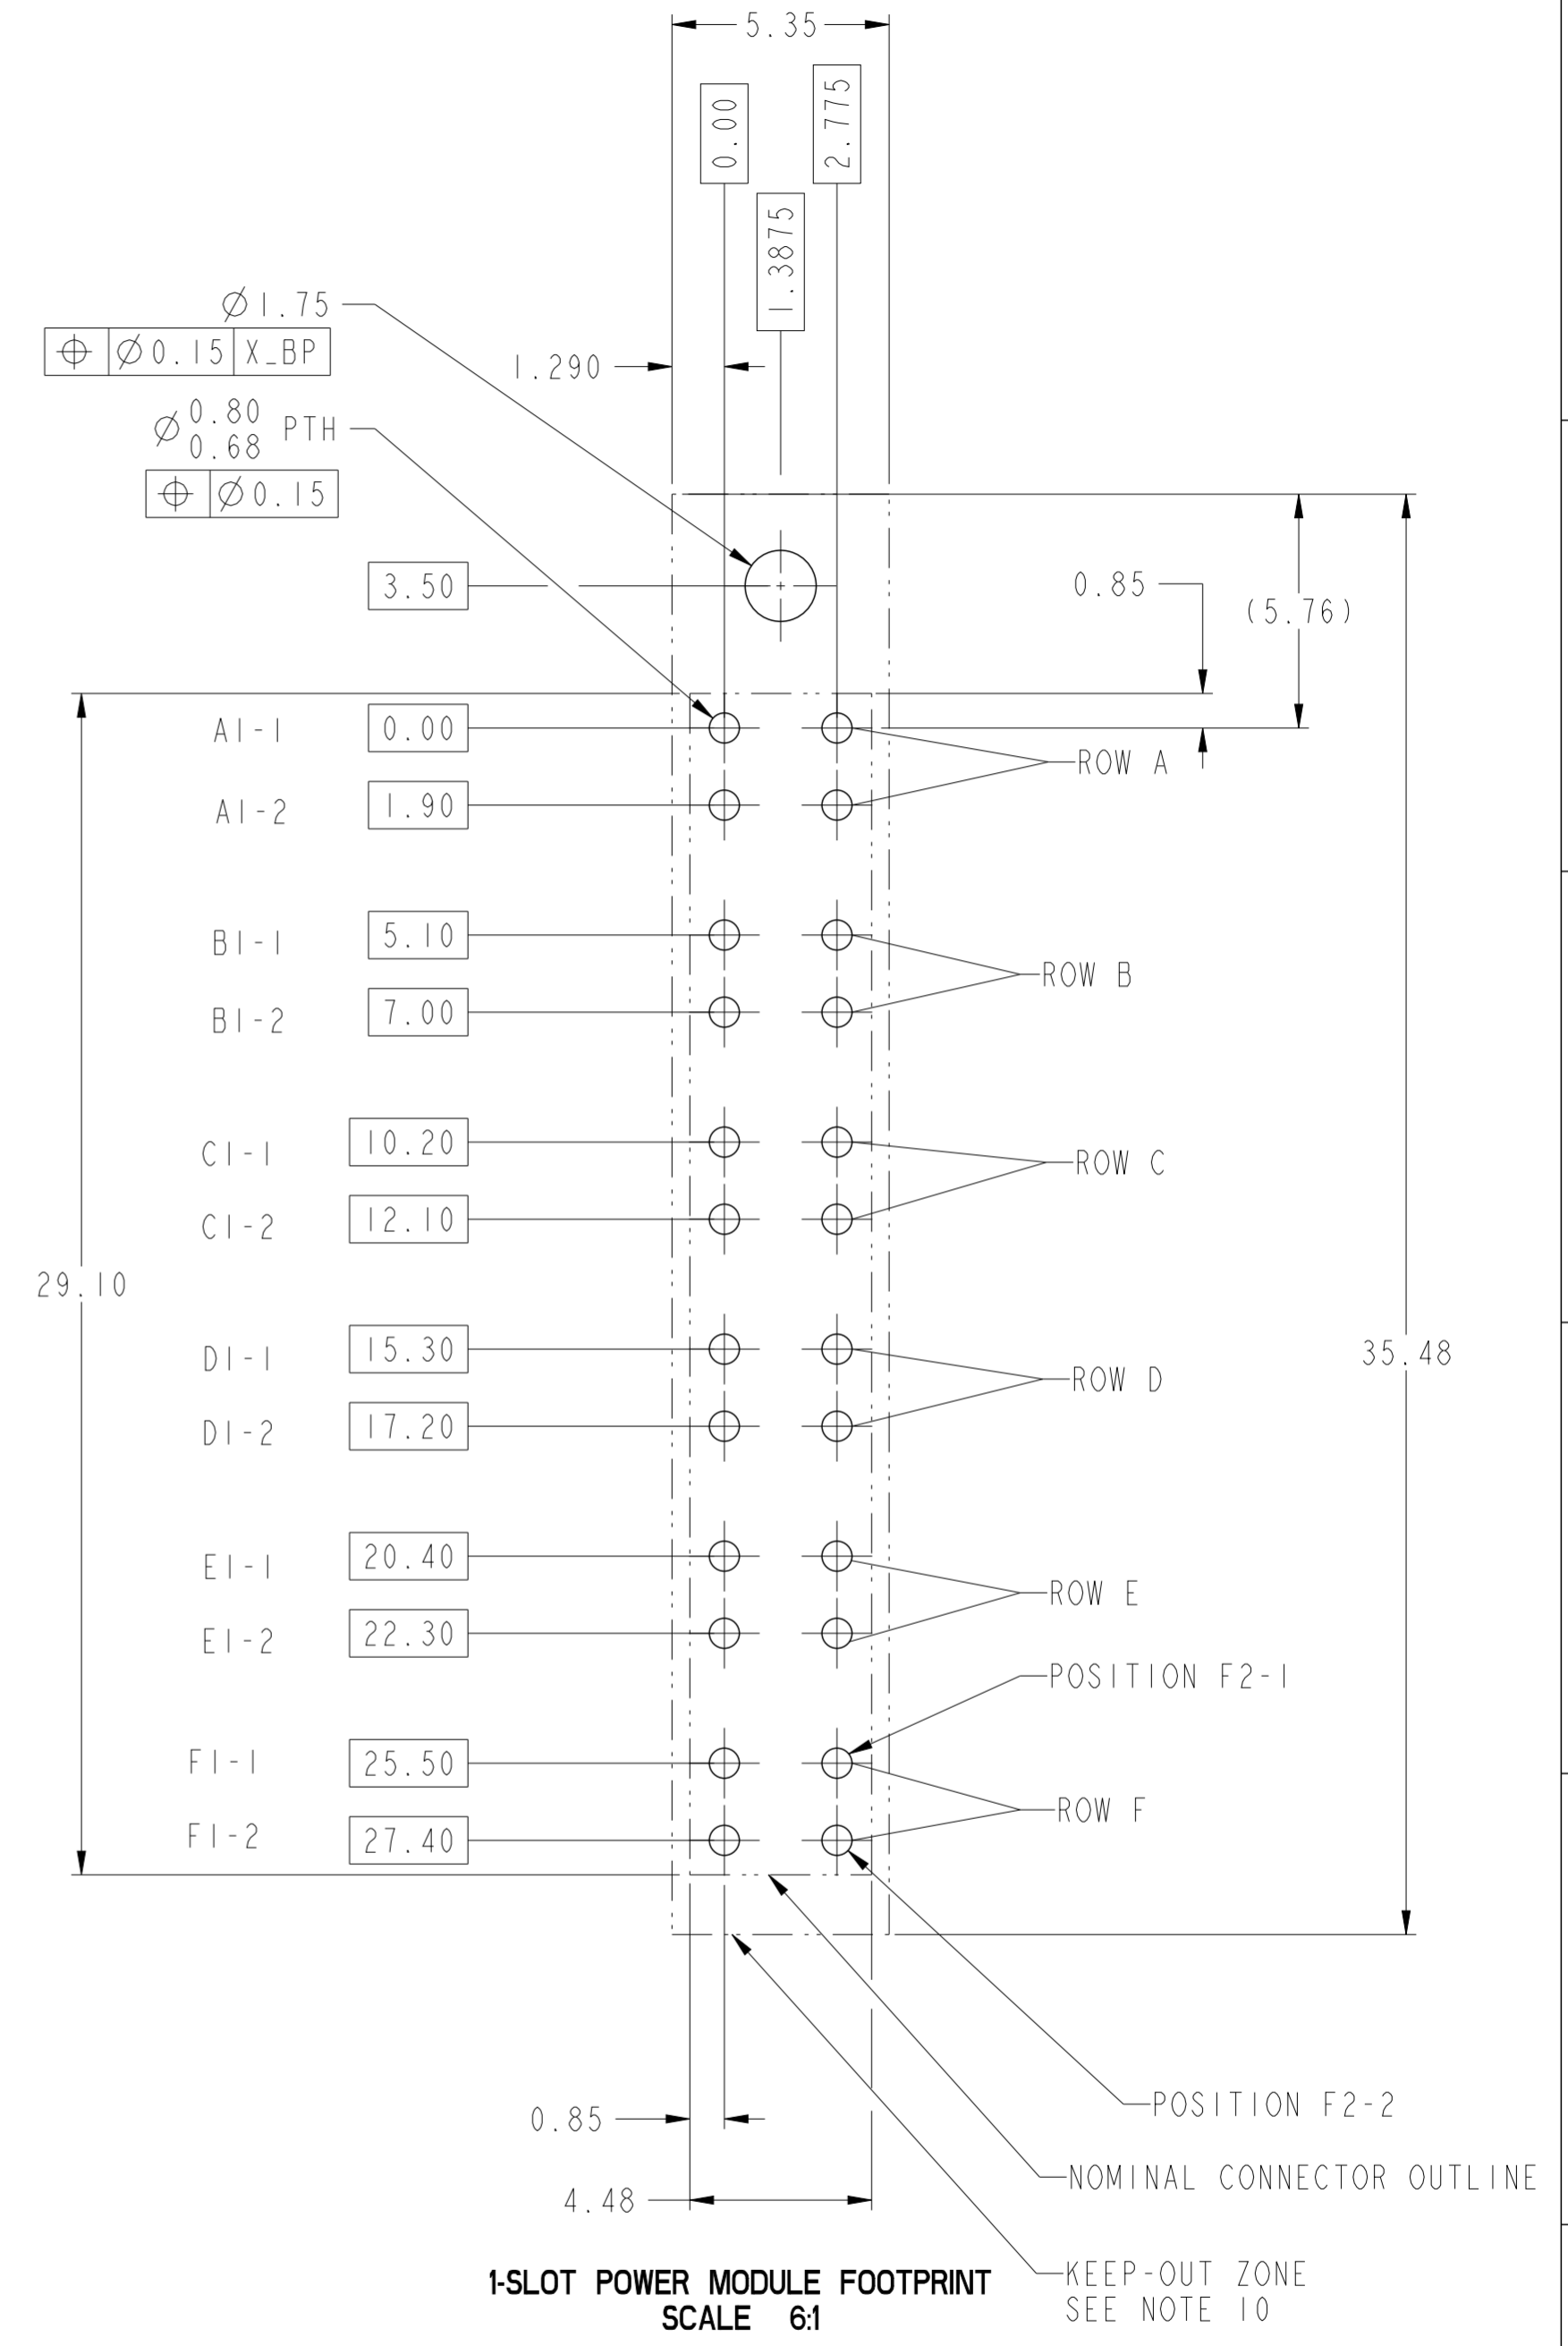 5.35
0.00
2.775
1.3875
Ø1.75
⌖ Ø0.15 X_BP
1.290
Ø 0.80
0.68 PTH
⌖ Ø0.15
3.50
0.85
(5.76)
A1-1 0.00
ROW A
A1-2 1.90
B1-1 5.10
ROW B
B1-2 7.00
C1-1 10.20
ROW C
C1-2 12.10
29.10
D1-1 15.30
35.48
ROW D
D1-2 17.20
E1-1 20.40
ROW E
E1-2 22.30
POSITION F2-1
F1-1 25.50
ROW F
F1-2 27.40
POSITION F2-2
0.85
NOMINAL CONNECTOR OUTLINE
4.48
KEEP-OUT ZONE
SEE NOTE 10
1-SLOT POWER MODULE FOOTPRINT
SCALE 6:1